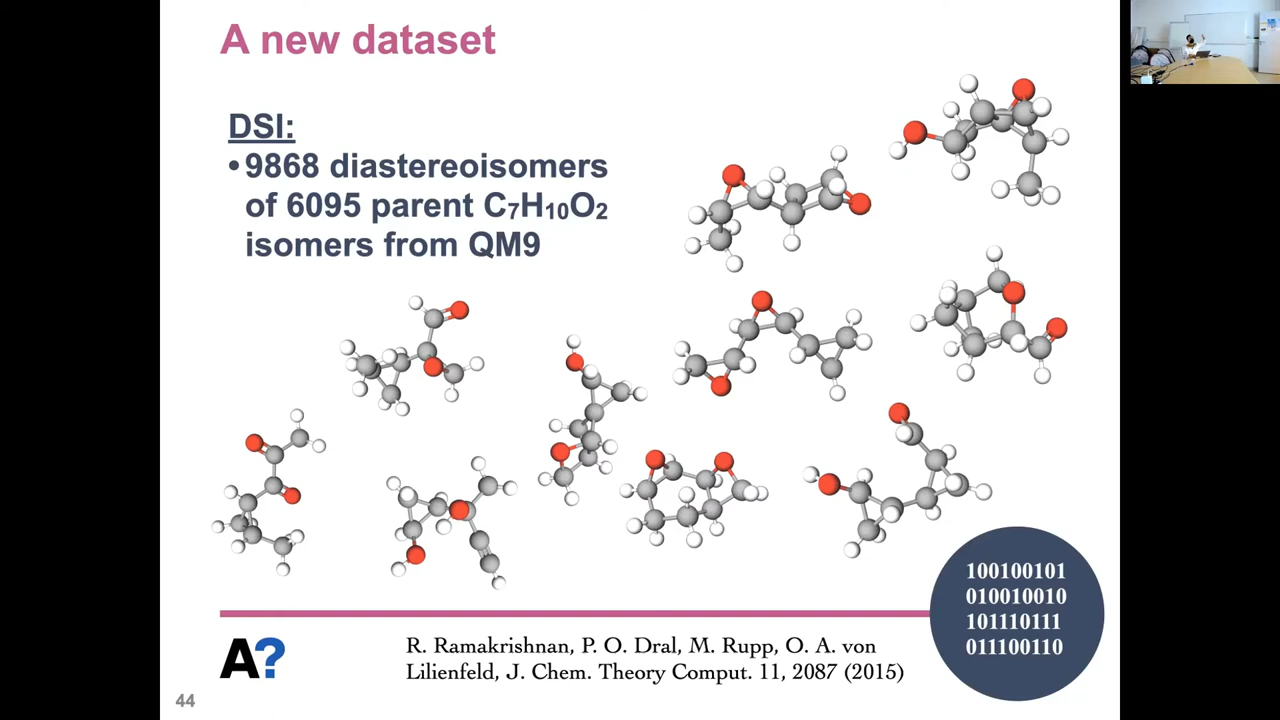 A new dataset
DSI:
•9868 diastereoisomers
of 6095 parent C₇H₁₀O₂
isomers from QM9
100100101
010010010
101110111
011100110
A?
R. Ramakrishnan, P. O. Dral, M. Rupp, O. A. von
Lilienfeld, J. Chem. Theory Comput. 11, 2087 (2015)
44